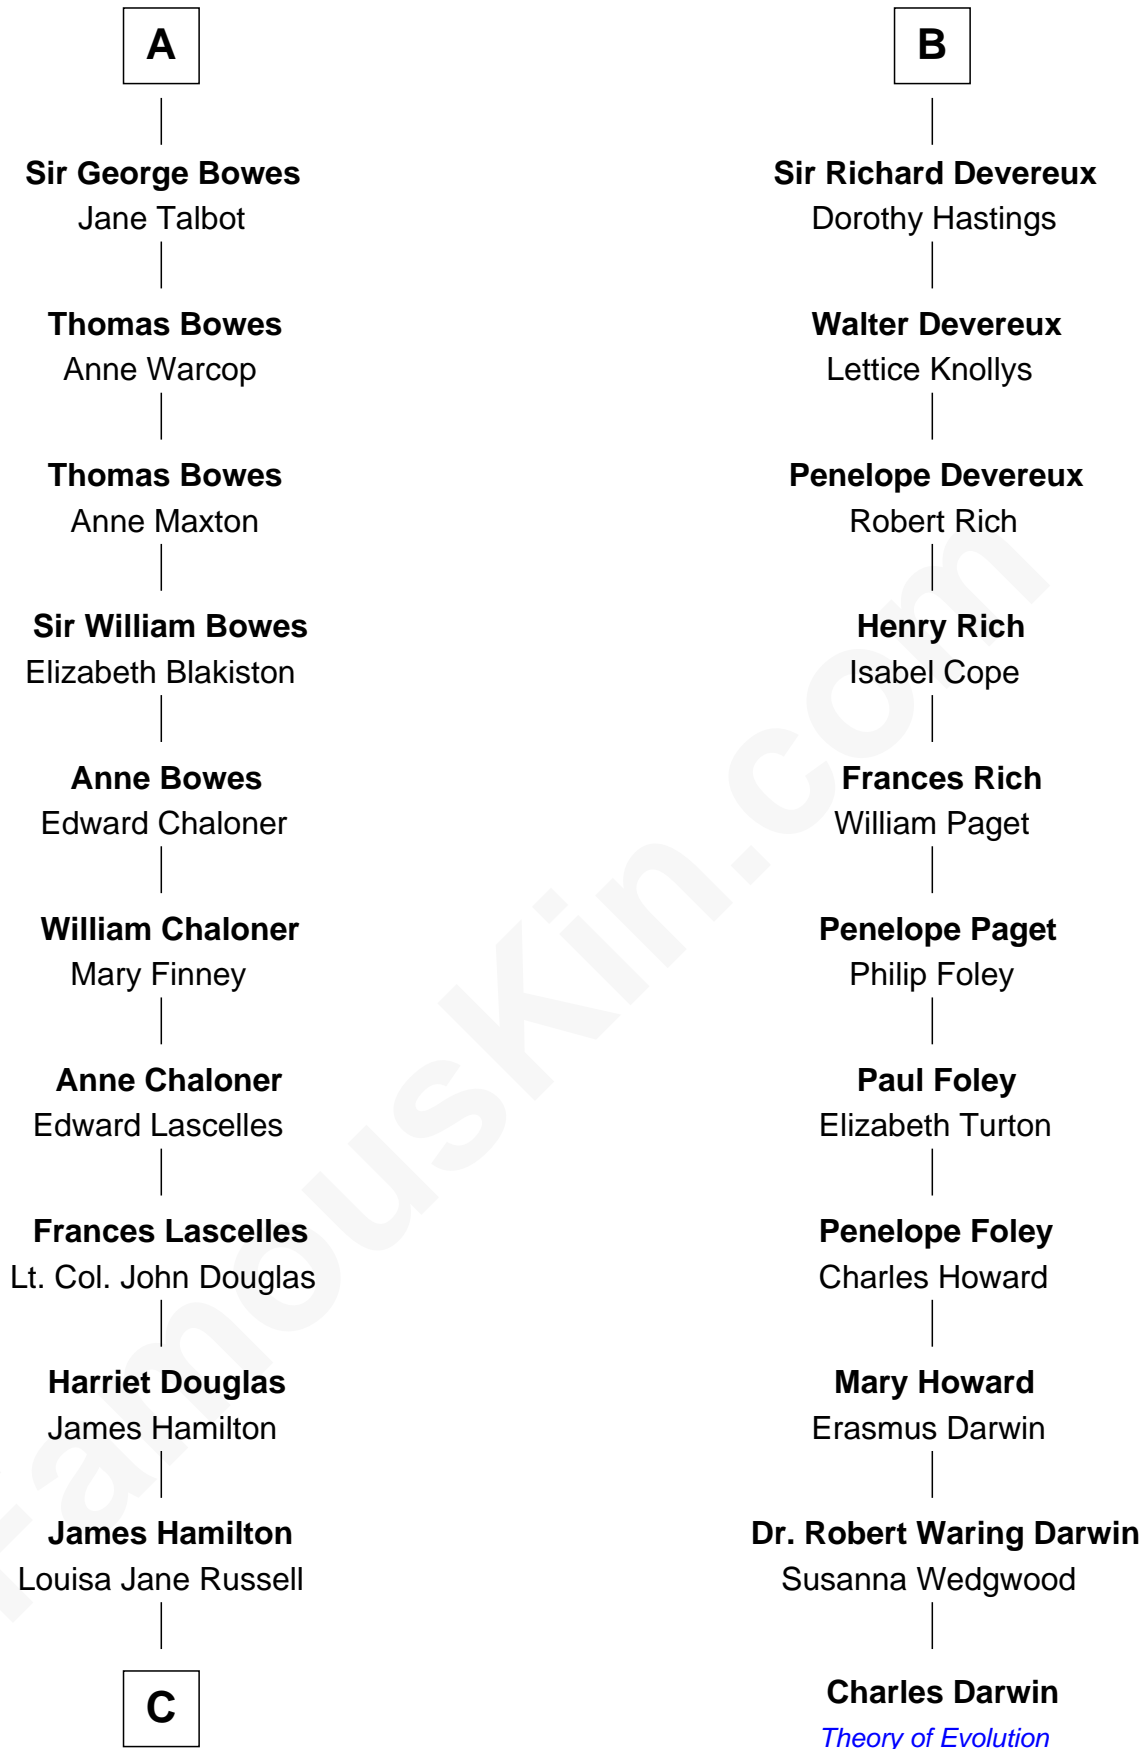 A
Sir George Bowes
Jane Talbot
Thomas Bowes
Anne Warcop
Thomas Bowes
Anne Maxton
Sir William Bowes
Elizabeth Blakiston
Anne Bowes
Edward Chaloner
William Chaloner
Mary Finney
Anne Chaloner
Edward Lascelles
Frances Lascelles
Lt. Col. John Douglas
Harriet Douglas
James Hamilton
James Hamilton
Louisa Jane Russell
C
B
Sir Richard Devereux
Dorothy Hastings
Walter Devereux
Lettice Knollys
Penelope Devereux
Robert Rich
Henry Rich
Isabel Cope
Frances Rich
William Paget
Penelope Paget
Philip Foley
Paul Foley
Elizabeth Turton
Penelope Foley
Charles Howard
Mary Howard
Erasmus Darwin
Dr. Robert Waring Darwin
Susanna Wedgwood
Charles Darwin
Theory of Evolution
FamousKin.com